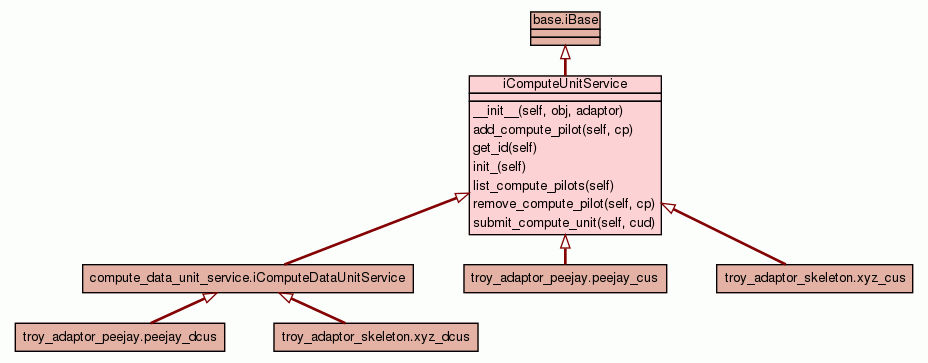 base.iBase
iComputeUnitService
__init__(self, obj, adaptor)
add_compute_pilot(self, cp)
get_id(self)
init_(self)
list_compute_pilots(self)
remove_compute_pilot(self, cp)
submit_compute_unit(self, cud)
compute_data_unit_service.iComputeDataUnitService
troy_adaptor_peejay.peejay_cus
troy_adaptor_skeleton.xyz_cus
troy_adaptor_peejay.peejay_dcus
troy_adaptor_skeleton.xyz_dcus